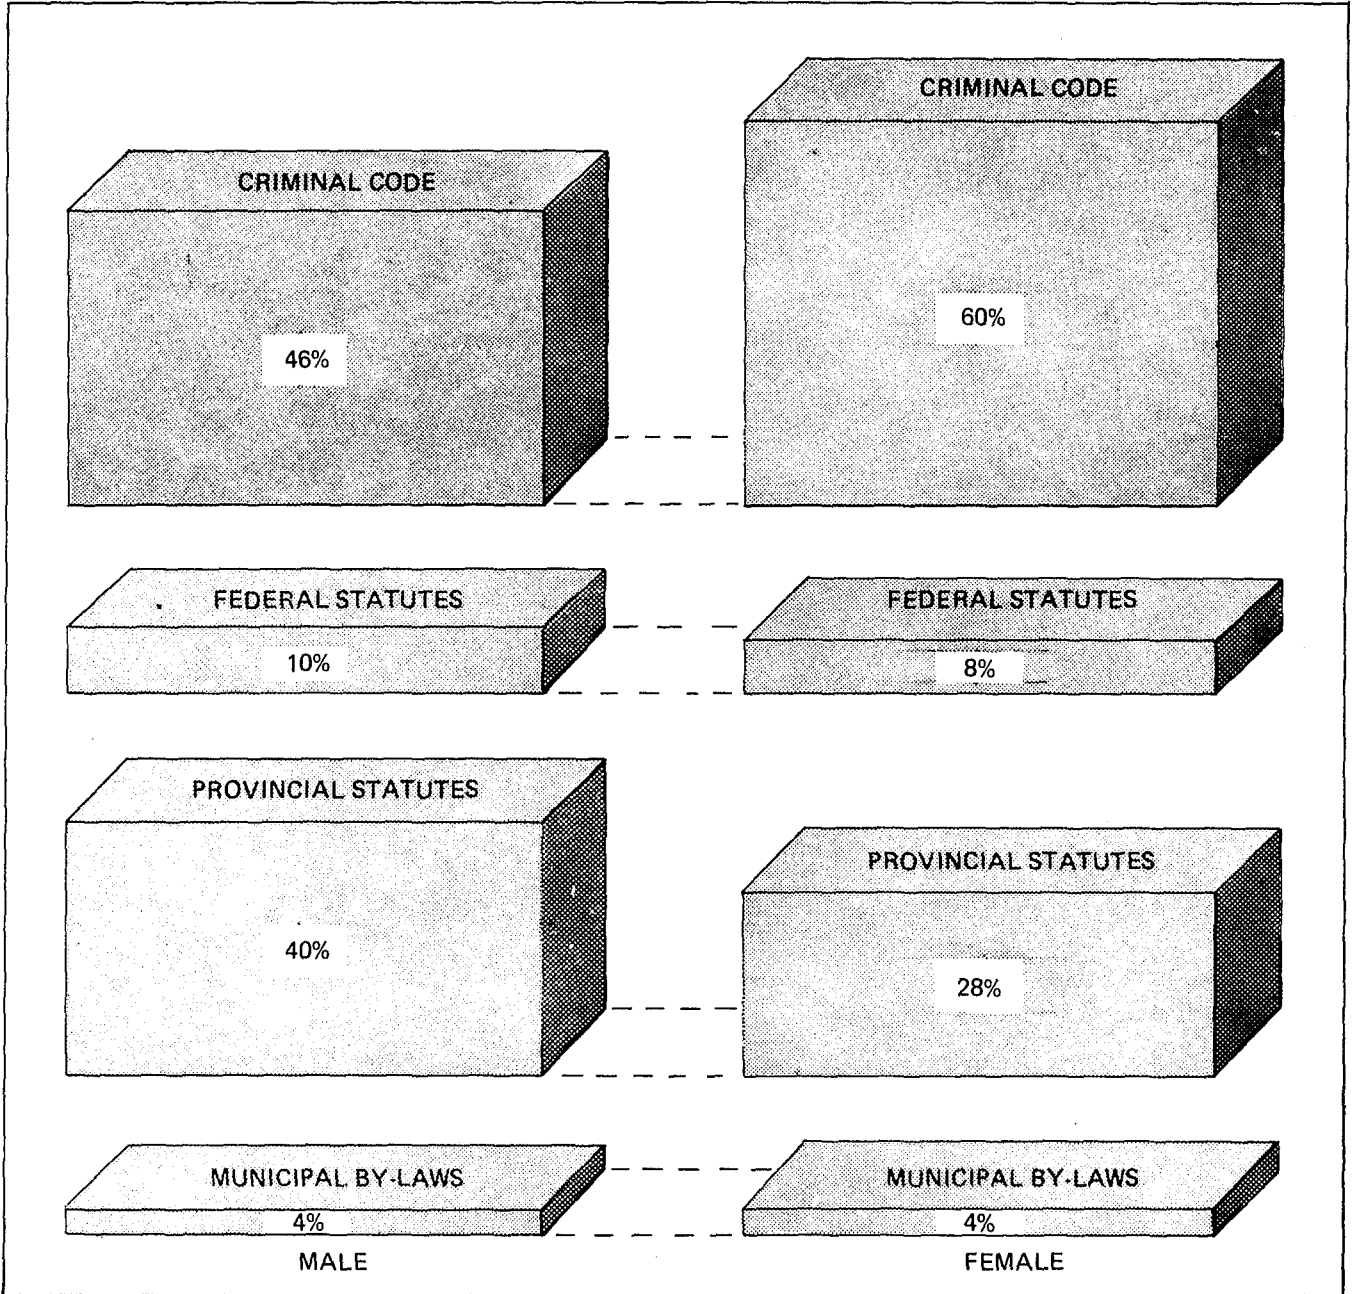 CRIMINAL CODE
46%
CRIMINAL CODE
60%
FEDERAL STATUTES
10%
FEDERAL STATUTES
8%
PROVINCIAL STATUTES
40%
PROVINCIAL STATUTES
28%
MUNICIPAL BY-LAWS
4%
MALE
MUNICIPAL BY-LAWS
4%
FEMALE